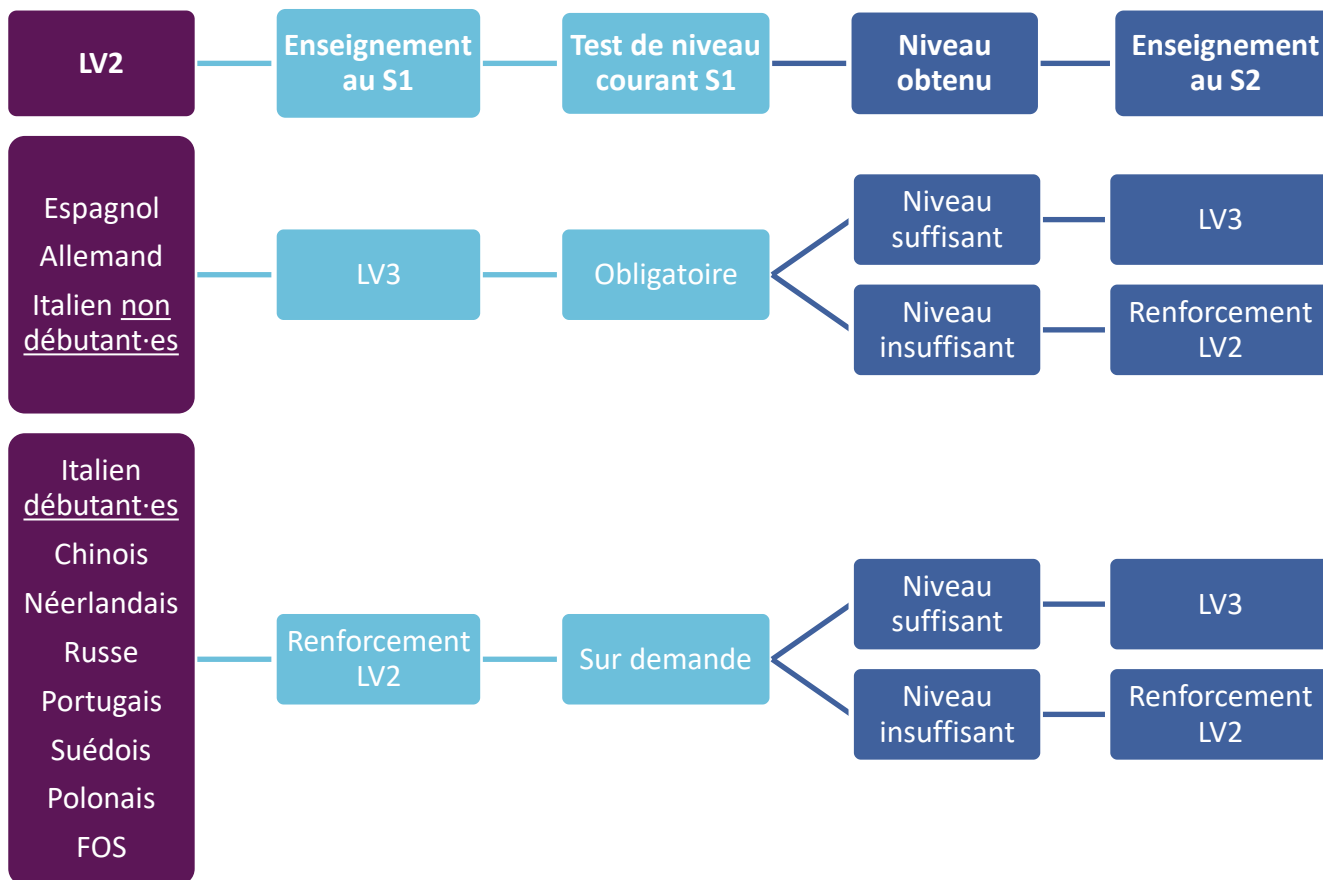 LV2
Enseignement
au S1
Test de niveau
courant S1
Niveau
obtenu
Enseignement
au S2
Espagnol
Allemand
Italien non
débutant·es
LV3
Obligatoire
Niveau
suffisant
LV3
Niveau
insuffisant
Renforcement
LV2
Italien
débutant·es
Chinois
Néerlandais
Russe
Portugais
Suédois
Polonais
FOS
Renforcement
LV2
Sur demande
Niveau
suffisant
LV3
Niveau
insuffisant
Renforcement
LV2